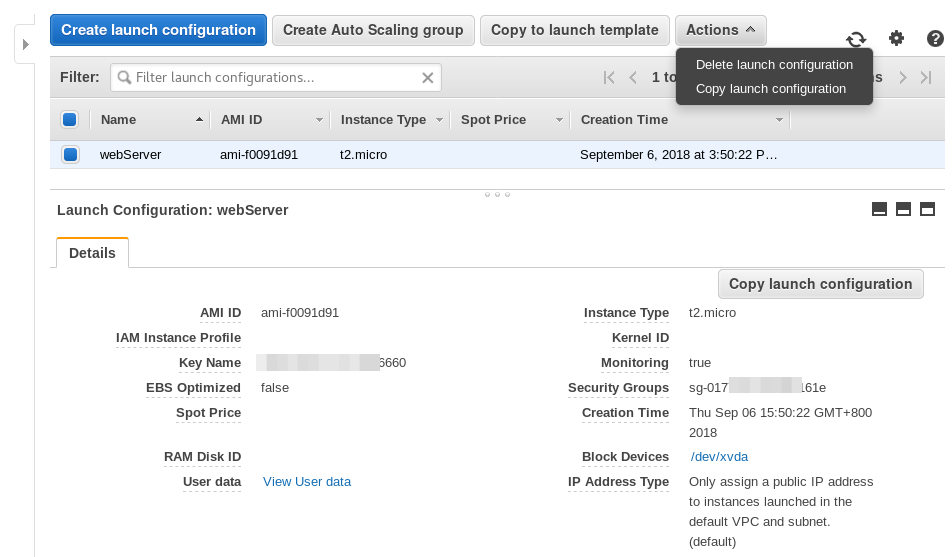 Create launch configuration
Create Auto Scaling group
Copy to launch template
Actions
Delete launch configuration
Copy launch configuration
Filter:
Filter launch configurations...
1 to
Name
AMI ID
Instance Type
Spot Price
Creation Time
webServer
ami-f0091d91
t2.micro
September 6, 2018 at 3:50:22 P…
Launch Configuration: webServer
Details
Copy launch configuration
AMI ID ami-f0091d91
Instance Type t2.micro
IAM Instance Profile
Kernel ID
Key Name 6660
Monitoring true
EBS Optimized false
Security Groups sg-017 161e
Spot Price
Creation Time Thu Sep 06 15:50:22 GMT+800
2018
RAM Disk ID
Block Devices /dev/xvda
User data View User data
IP Address Type Only assign a public IP address
to instances launched in the
default VPC and subnet.
(default)